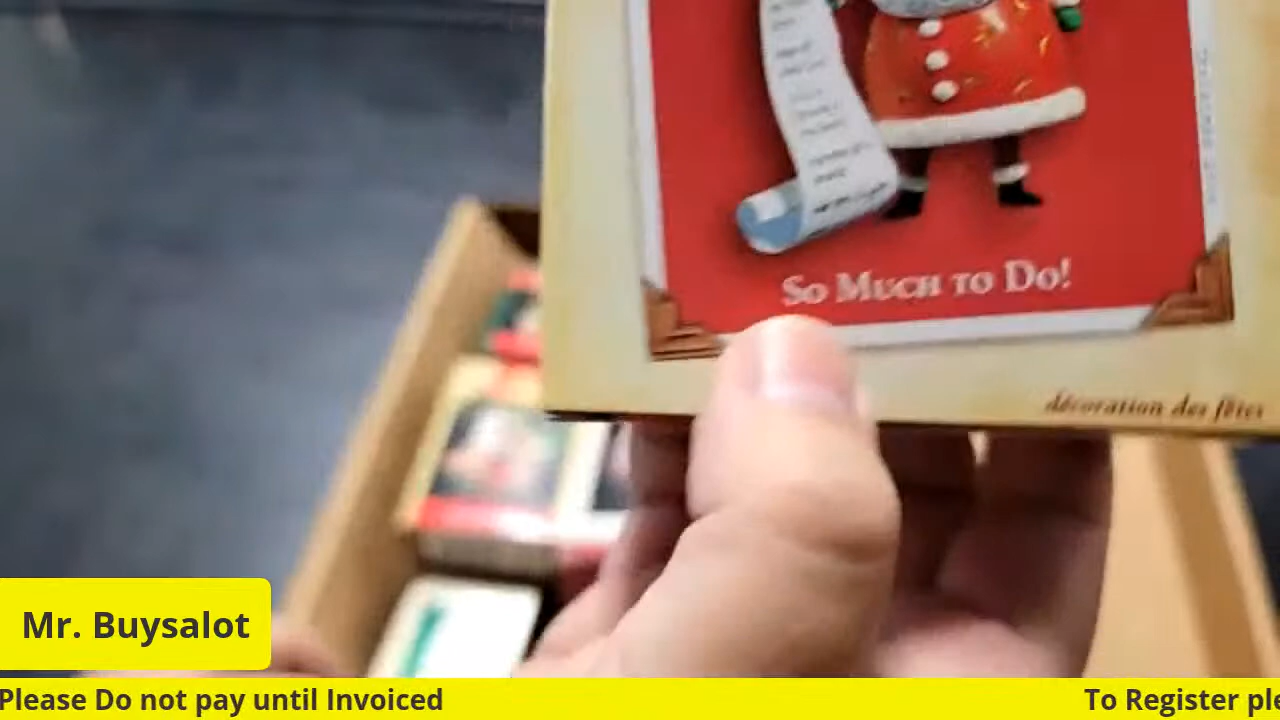 So Much to Do!
décoration des fêtes
Mr. Buysalot
Please Do not pay until Invoiced
To Register ple